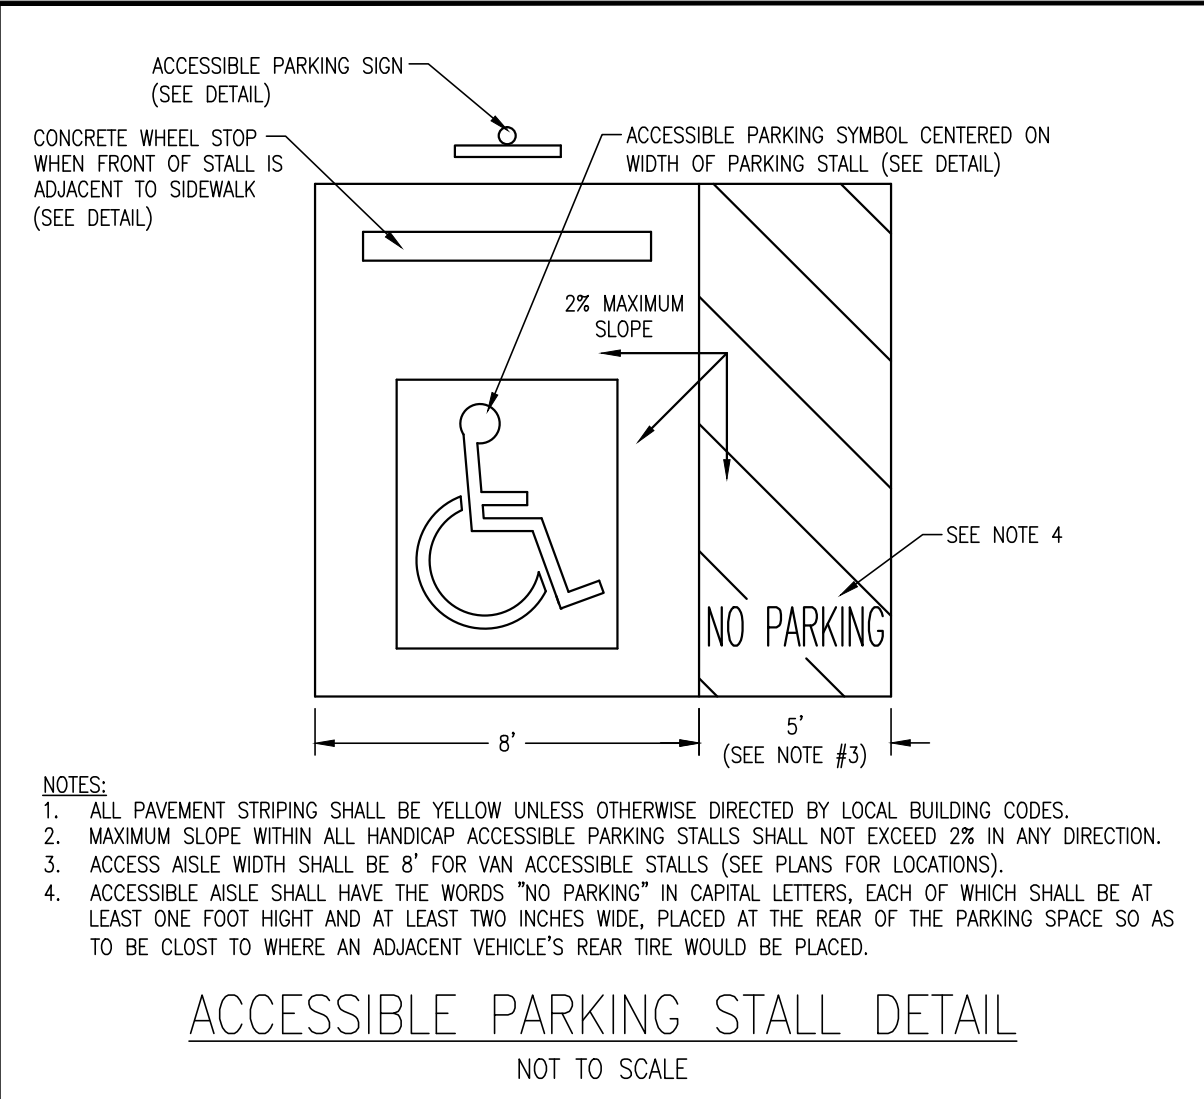 ACCESSIBLE PARKING SIGN
(SEE DETAIL)
CONCRETE WHEEL STOP
WHEN FRONT OF STALL IS
ADJACENT TO SIDEWALK
(SEE DETAIL)
ACCESSIBLE PARKING SYMBOL CENTERED ON
WIDTH OF PARKING STALL (SEE DETAIL)
2% MAXIMUM
SLOPE
SEE NOTE 4
NO PARKING
8'
5'
(SEE NOTE #3)
NOTES:
1. ALL PAVEMENT STRIPING SHALL BE YELLOW UNLESS OTHERWISE DIRECTED BY LOCAL BUILDING CODES.
2. MAXIMUM SLOPE WITHIN ALL HANDICAP ACCESSIBLE PARKING STALLS SHALL NOT EXCEED 2% IN ANY DIRECTION.
3. ACCESS AISLE WIDTH SHALL BE 8' FOR VAN ACCESSIBLE STALLS (SEE PLANS FOR LOCATIONS).
4. ACCESSIBLE AISLE SHALL HAVE THE WORDS "NO PARKING" IN CAPITAL LETTERS, EACH OF WHICH SHALL BE AT
LEAST ONE FOOT HIGHT AND AT LEAST TWO INCHES WIDE, PLACED AT THE REAR OF THE PARKING SPACE SO AS
TO BE CLOST TO WHERE AN ADJACENT VEHICLE'S REAR TIRE WOULD BE PLACED.
ACCESSIBLE PARKING STALL DETAIL
NOT TO SCALE